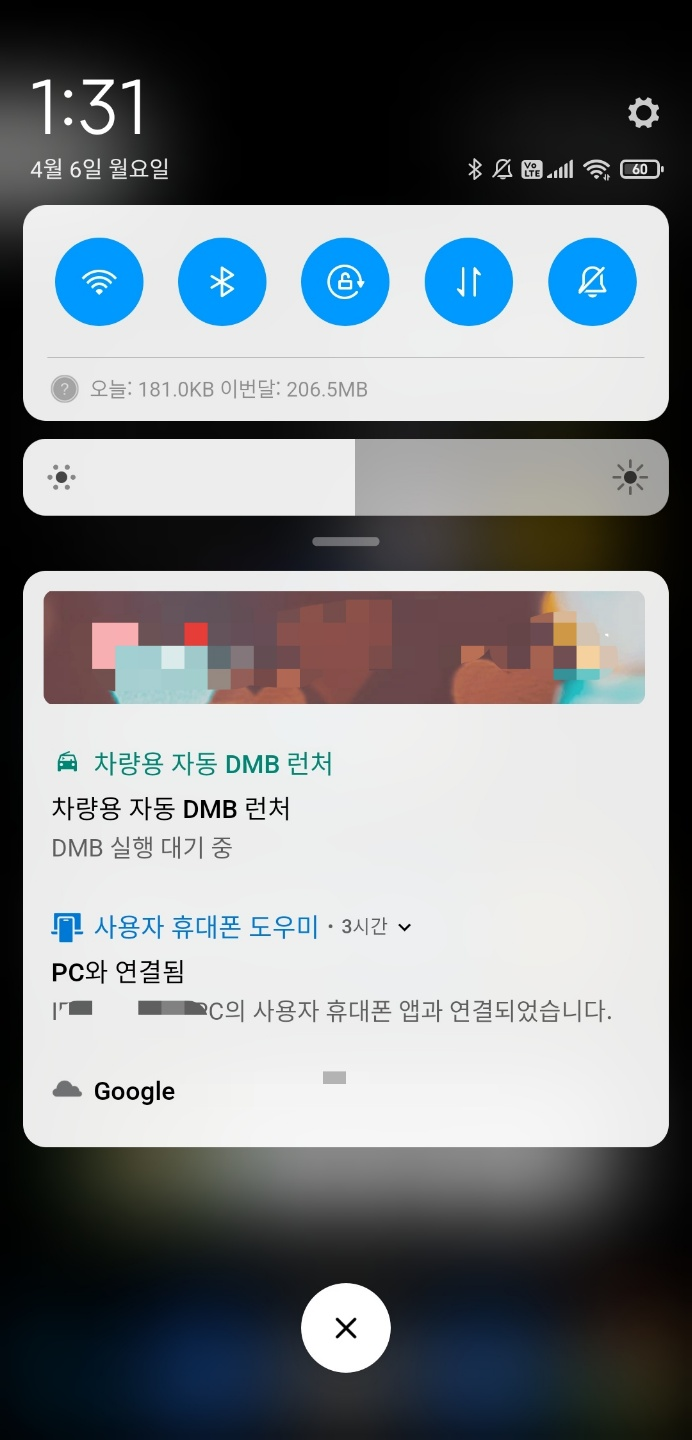 1:31
4월 6일 월요일
Vo LTE
60
오늘: 181.0KB 이번달: 206.5MB
차량용 자동 DMB 런처
차량용 자동 DMB 런처
DMB 실행 대기 중
사용자 휴대폰 도우미 · 3시간
PC와 연결됨
PC의 사용자 휴대폰 앱과 연결되었습니다.
Google